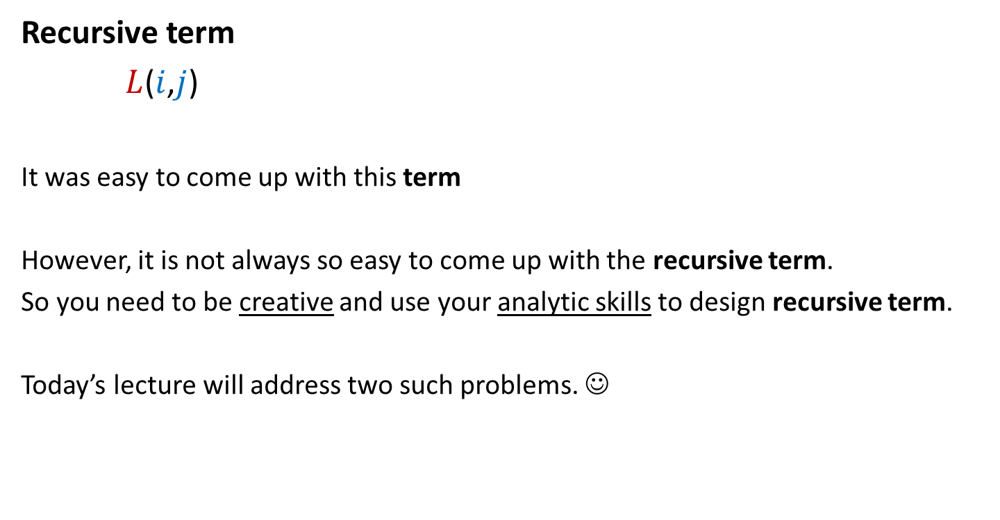 Recursive term
L(i,j)
It was easy to come up with this term
However, it is not always so easy to come up with the recursive term.
So you need to be creative and use your analytic skills to design recursive term.
Today’s lecture will address two such problems. ☺